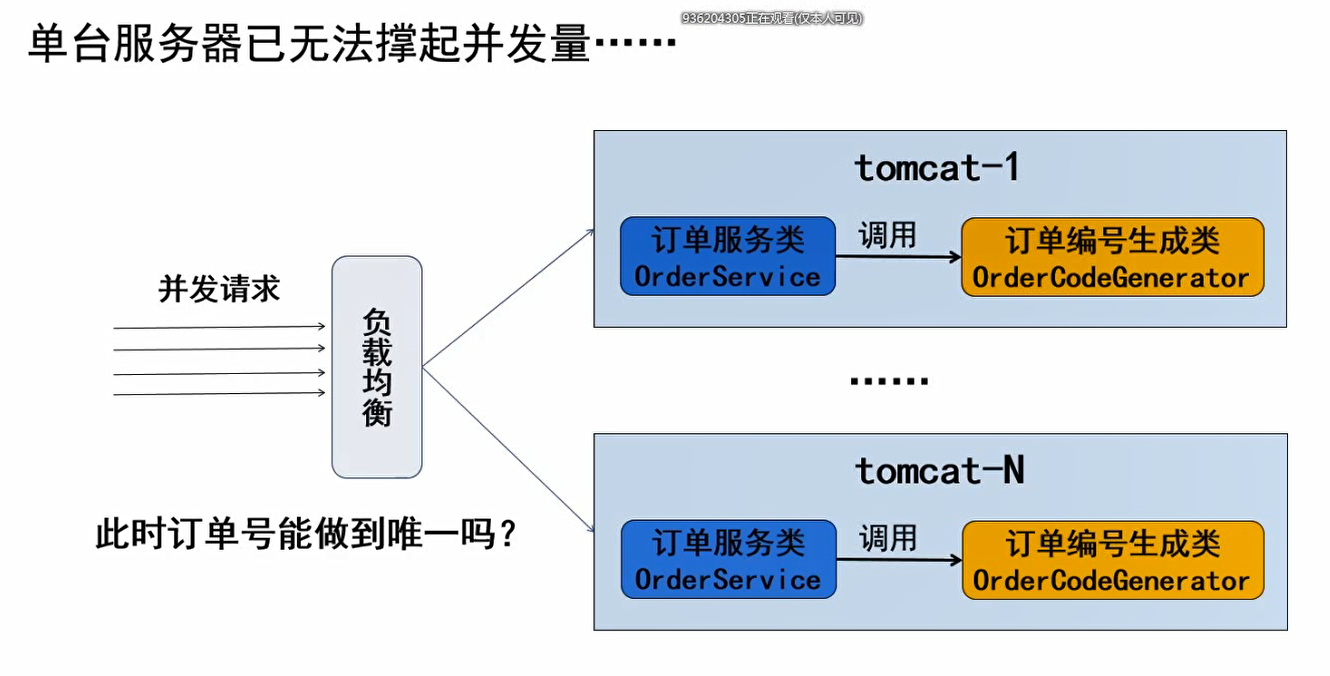 936204305正在观看(仅本人可见)
单台服务器已无法撑起并发量……
tomcat-1
订单服务类
OrderService
调用
订单编号生成类
OrderCodeGenerator
并发请求
负载均衡
……
tomcat-N
订单服务类
OrderService
调用
订单编号生成类
OrderCodeGenerator
此时订单号能做到唯一吗？